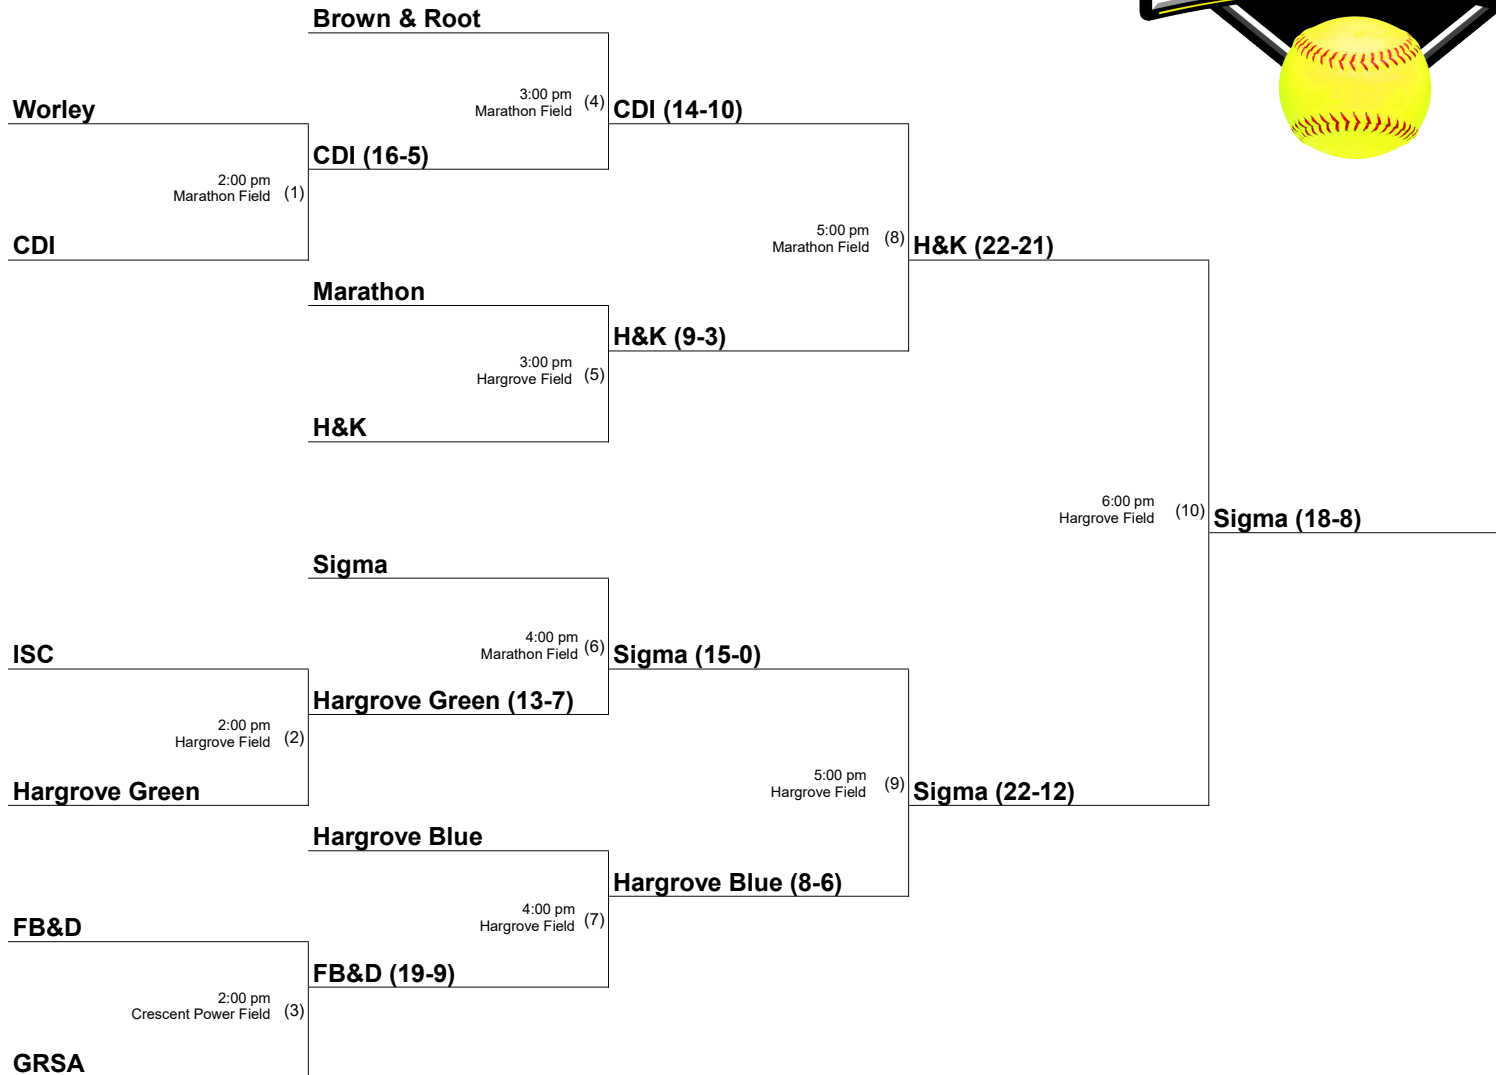 Brown & Root
Worley
3:00 pm
Marathon Field
(4)
CDI (14-10)
CDI (16-5)
2:00 pm
Marathon Field
(1)
CDI
5:00 pm
Marathon Field
(8)
H&K (22-21)
Marathon
H&K (9-3)
3:00 pm
Hargrove Field
(5)
H&K
6:00 pm
Hargrove Field
(10)
Sigma (18-8)
Sigma
ISC
4:00 pm
Marathon Field
(6)
Sigma (15-0)
Hargrove Green (13-7)
2:00 pm
Hargrove Field
(2)
Hargrove Green
5:00 pm
Hargrove Field
(9)
Sigma (22-12)
Hargrove Blue
Hargrove Blue (8-6)
FB&D
4:00 pm
Hargrove Field
(7)
FB&D (19-9)
2:00 pm
Crescent Power Field
(3)
GRSA